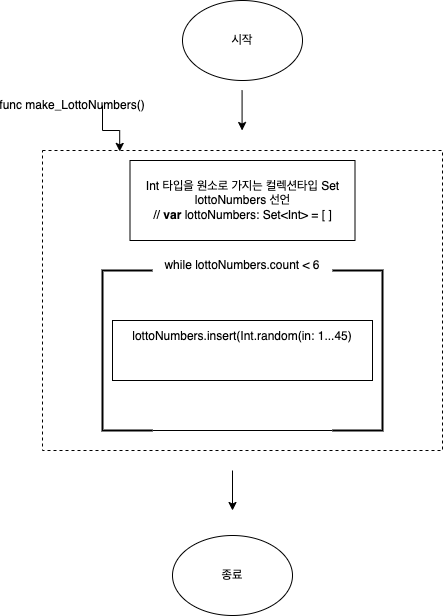 시작
func make_LottoNumbers()
Int 타입을 원소로 가지는 컬렉션타입 Set
lottoNumbers 선언
// var lottoNumbers: Set<Int> = [ ]
while lottoNumbers.count < 6
lottoNumbers.insert(Int.random(in: 1...45)
종료